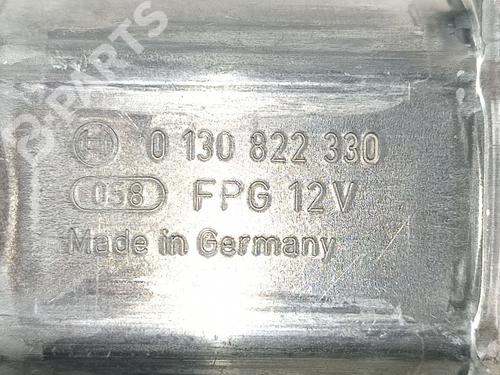 B-PARTS
0 130 822 330
058 FPG 12V
Made in Germany